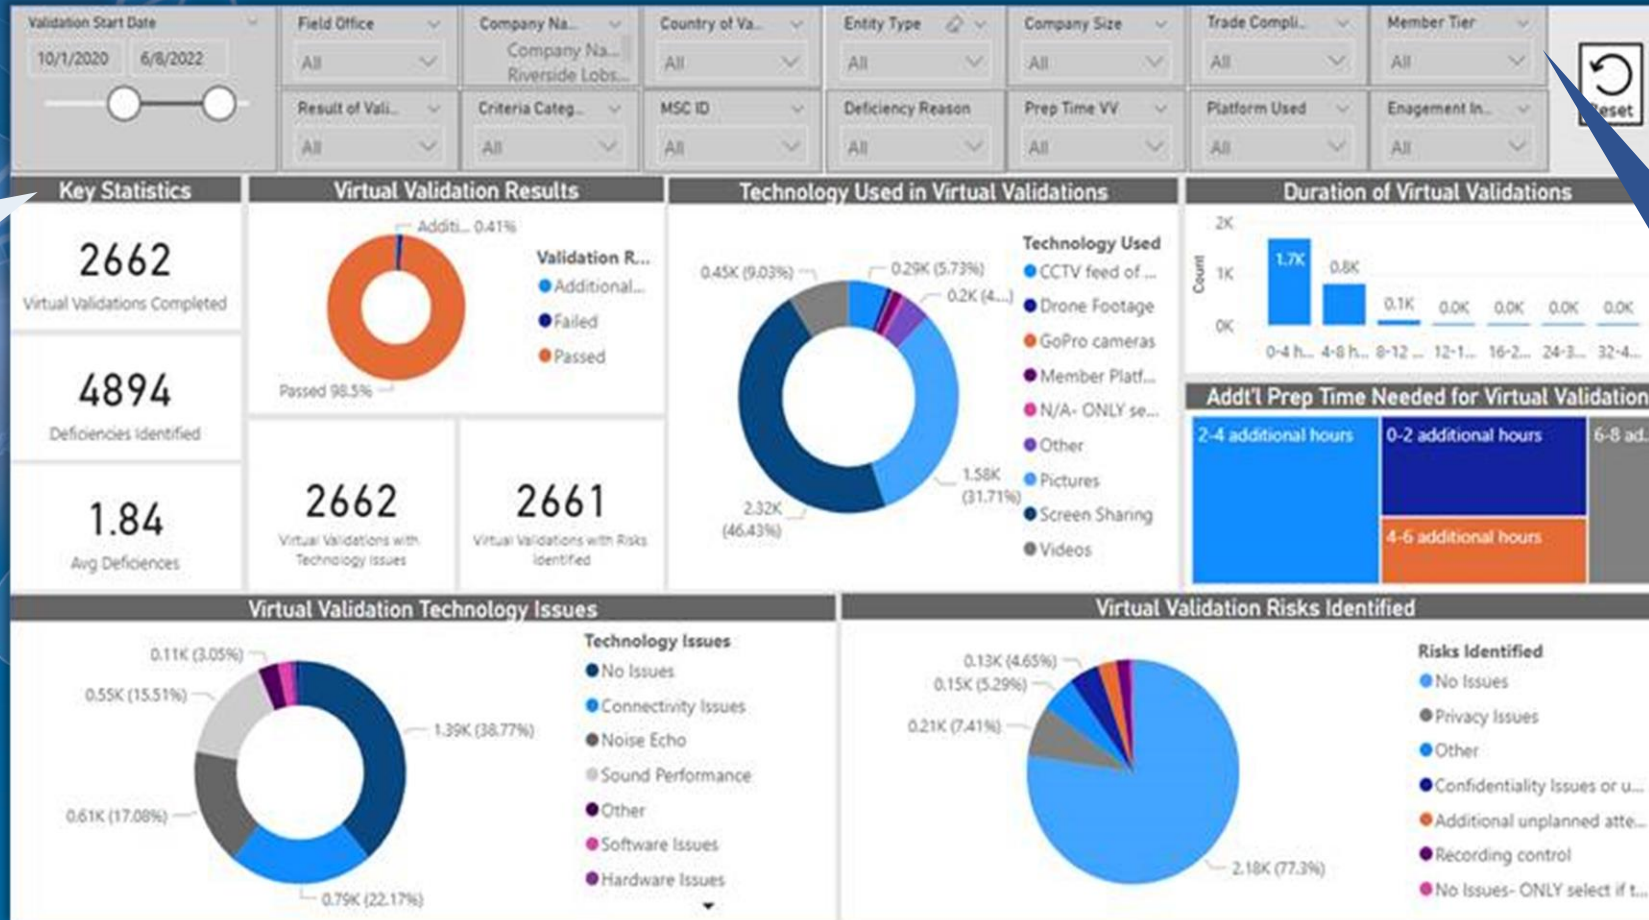 Validation Start Date
10/1/2020 6/8/2022
Field Office
All
Company Na...
Company Na...
Riverside Lobs...
Country of Va...
All
Entity Type
All
Company Size
All
Trade Compli...
All
Member Tier
All
Result of Vali...
All
Criteria Categ...
All
MSC ID
All
Deficiency Reason
All
Prep Time VV
All
Platform Used
All
Enagement In...
All
Key Statistics
2662
Virtual Validations Completed
4894
Deficiencies Identified
1.84
Avg Deficiences
Virtual Validation Results
Additi... 0.41%
Passed 98.5%
Validation R...
Additional...
Failed
Passed
2662
Virtual Validations with
Technology Issues
2661
Virtual Validations with Risks
Identified
Technology Used in Virtual Validations
0.45K (9.03%)
0.29K (5.73%)
0.2K (4...)
1.58K
(31.71%)
2.32K
(46.43%)
Technology Used
CCTV feed of ...
Drone Footage
GoPro cameras
Member Platf...
N/A- ONLY se...
Other
Pictures
Screen Sharing
Videos
Duration of Virtual Validations
Count
2K
1K
0K
1.7K
0.8K
0.1K
0.0K
0.0K
0.0K
0.0K
0-4 h... 4-8 h... 8-12 ... 12-1... 16-2... 24-3... 32-4...
Addt'l Prep Time Needed for Virtual Validation
2-4 additional hours
0-2 additional hours
6-8 ad...
4-6 additional hours
Virtual Validation Technology Issues
0.11K (3.05%)
0.55K (15.51%)
0.61K (17.08%)
1.39K (38.77%)
0.79K (22.17%)
Technology Issues
No Issues
Connectivity Issues
Noise Echo
Sound Performance
Other
Software Issues
Hardware Issues
Virtual Validation Risks Identified
0.13K (4.65%)
0.15K (5.29%)
0.21K (7.41%)
2.18K (77.3%)
Risks Identified
No Issues
Privacy Issues
Other
Confidentiality Issues or u...
Additional unplanned atte...
Recording control
No Issues- ONLY select if t...